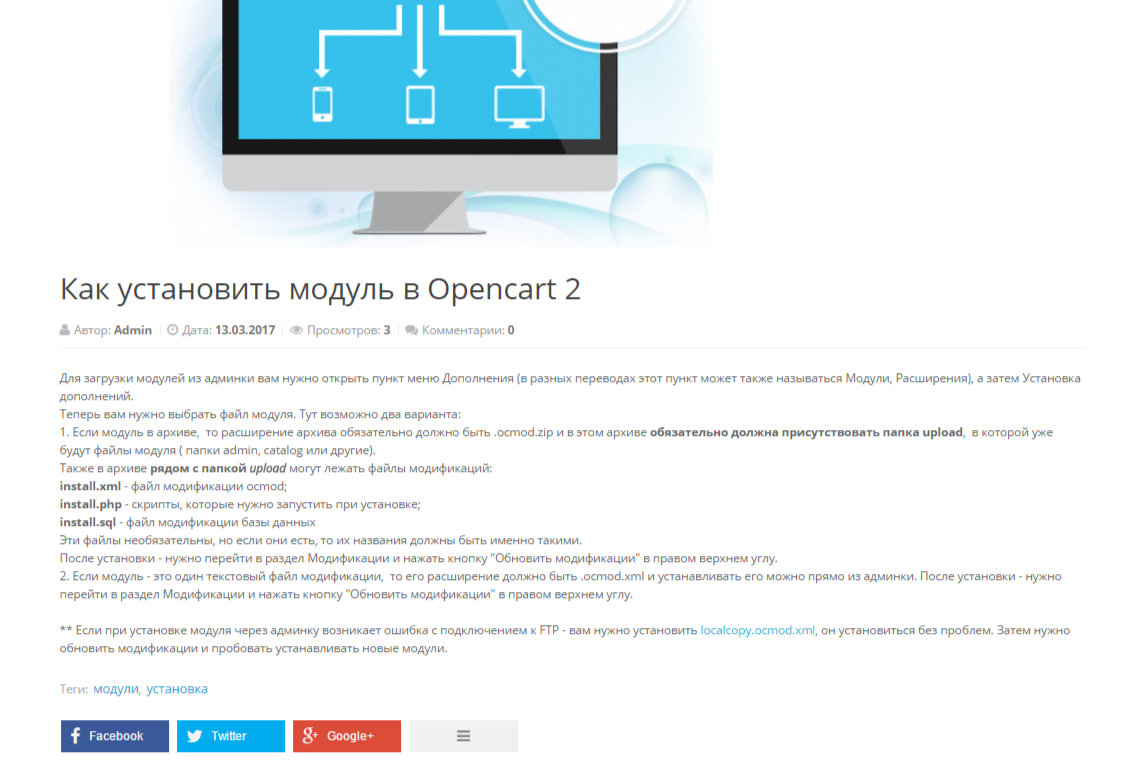 Как установить модуль в Opencart 2
Автор: Admin Дата: 13.03.2017 Просмотров: 3 Комментарии: 0
Для загрузки модулей из админки вам нужно открыть пункт меню Дополнения (в разных переводах этот пункт может также называться Модули, Расширения), а затем Установка
дополнений.
Теперь вам нужно выбрать файл модуля. Тут возможно два варианта:
1. Если модуль в архиве, то расширение архива обязательно должно быть .ocmod.zip и в этом архиве обязательно должна присутствовать папка upload, в которой уже
будут файлы модуля ( папки admin, catalog или другие).
Также в архиве рядом с папкой upload могут лежать файлы модификаций:
install.xml - файл модификации ocmod;
install.php - скрипты, которые нужно запустить при установке;
install.sql - файл модификации базы данных
Эти файлы необязательны, но если они есть, то их названия должны быть именно такими.
После установки - нужно перейти в раздел Модификации и нажать кнопку "Обновить модификации" в правом верхнем углу.
2. Если модуль - это один текстовый файл модификации, то его расширение должно быть .ocmod.xml и устанавливать его можно прямо из админки. После установки - нужно
перейти в раздел Модификации и нажать кнопку "Обновить модификации" в правом верхнем углу.
** Если при установке модуля через админку возникает ошибка с подключением к FTP - вам нужно установить localcopy.ocmod.xml, он установиться без проблем. Затем нужно
обновить модификации и пробовать устанавливать новые модули.
Теги: модули, установка
Facebook Twitter Google+